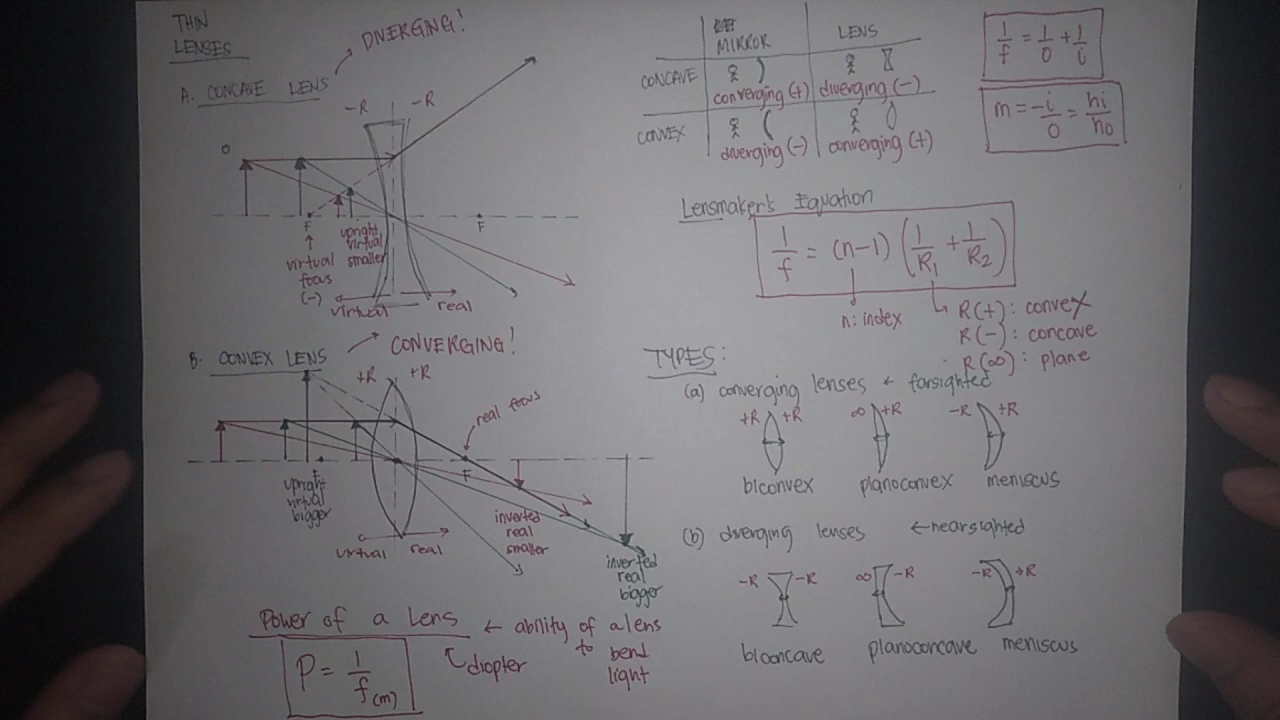 THIN
LENSES
DIVERGING!
A. CONCAVE LENS
-R -R
O
F F
upright
virtual
smaller
virtual
focus
(-)
virtual real
B. CONVEX LENS
CONVERGING!
+R +R
real focus
F F
upright
virtual
bigger
inverted
real
smaller
virtual real
inverted
real
bigger
Power of a Lens ← ability of a lens
to bend
light
diopter
P = 1/f(m)
MIRROR LENS
CONCAVE
converging (+) diverging (-)
CONVEX
diverging (-) converging (+)
1/f = 1/o + 1/i
m = -i/o = hi/ho
Lensmaker's Equation
1/f = (n-1) (1/R1 + 1/R2)
n: index
R(+): convex
R(-): concave
R(∞): plane
TYPES:
(a) converging lenses ← farsighted
+R +R ∞ +R -R +R
biconvex planoconvex meniscus
(b) diverging lenses ← nearsighted
-R -R ∞ -R -R +R
biconcave planoconcave meniscus